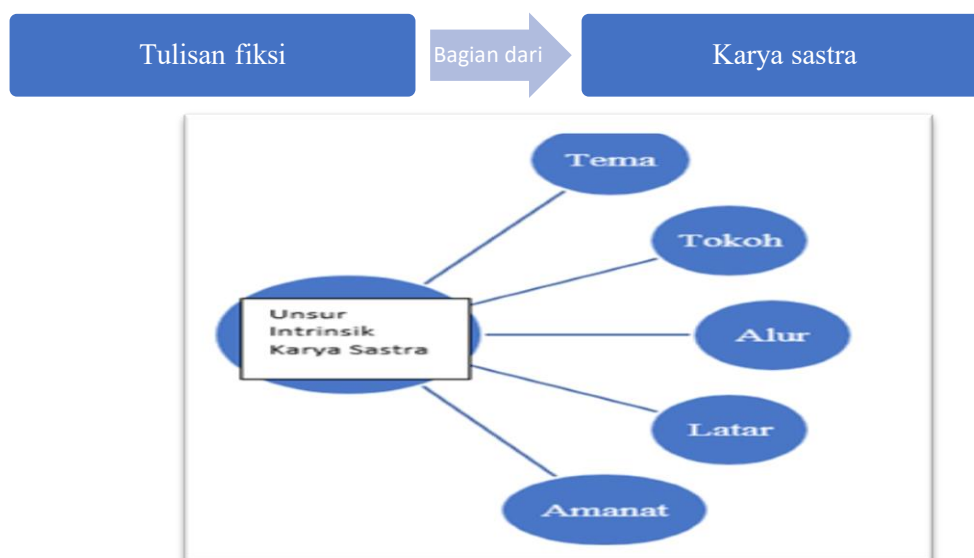 Tulisan fiksi
Bagian dari
Karya sastra
Tema
Tokoh
Unsur
Intrinsik
Karya Sastra
Alur
Latar
Amanat